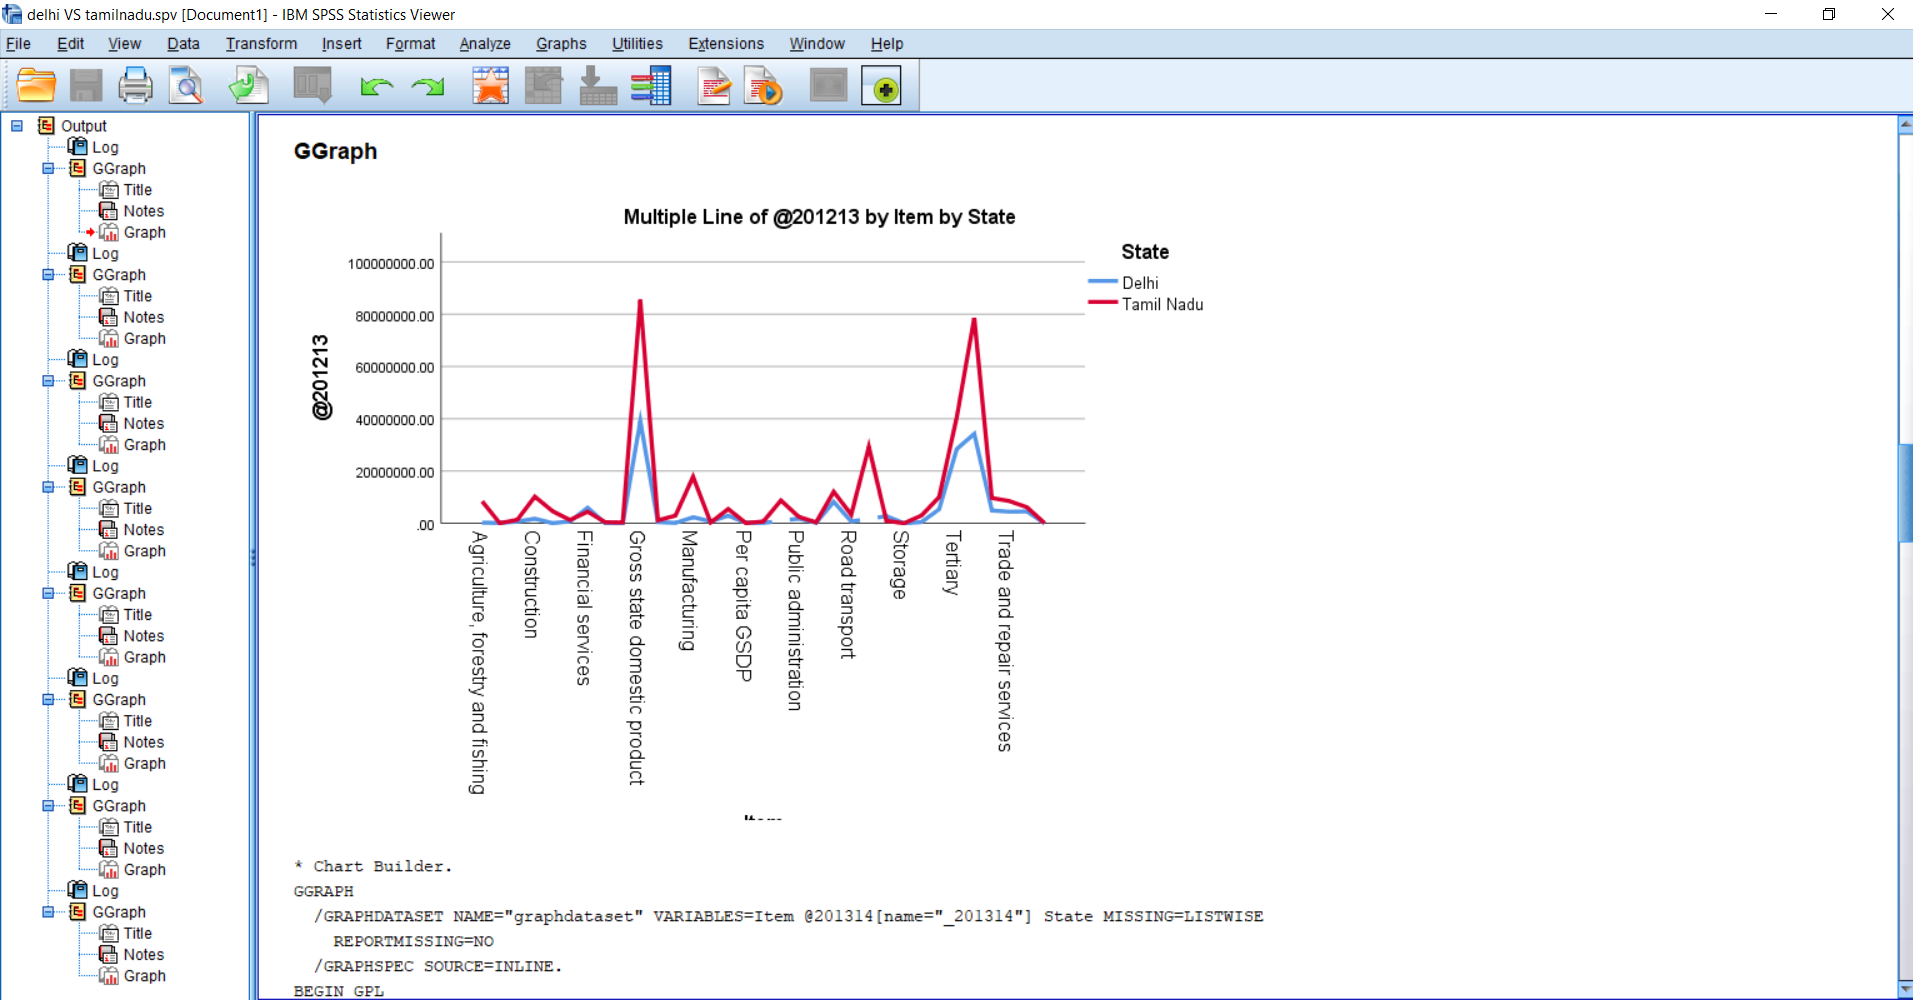 delhi VS tamilnadu.spv [Document1] - IBM SPSS Statistics Viewer
File Edit View Data Transform Insert Format Analyze Graphs Utilities Extensions Window Help
Output
Log
GGraph
Title
Notes
Graph
Log
GGraph
Title
Notes
Graph
Log
GGraph
Title
Notes
Graph
Log
GGraph
Title
Notes
Graph
Log
GGraph
Title
Notes
Graph
Log
GGraph
Title
Notes
Graph
Log
GGraph
Title
Notes
Graph
Log
GGraph
Title
Notes
Graph
GGraph
Multiple Line of @201213 by Item by State
State
Delhi
Tamil Nadu
@201213
100000000.00
80000000.00
60000000.00
40000000.00
20000000.00
.00
Agriculture, forestry and fishing
Construction
Financial services
Gross state domestic product
Manufacturing
Per capita GSDP
Public administration
Road transport
Storage
Tertiary
Trade and repair services
Item
* Chart Builder.
GGRAPH
/GRAPHDATASET NAME="graphdataset" VARIABLES=Item @201314[name="_201314"] State MISSING=LISTWISE
REPORTMISSING=NO
/GRAPHSPEC SOURCE=INLINE.
BEGIN GPL